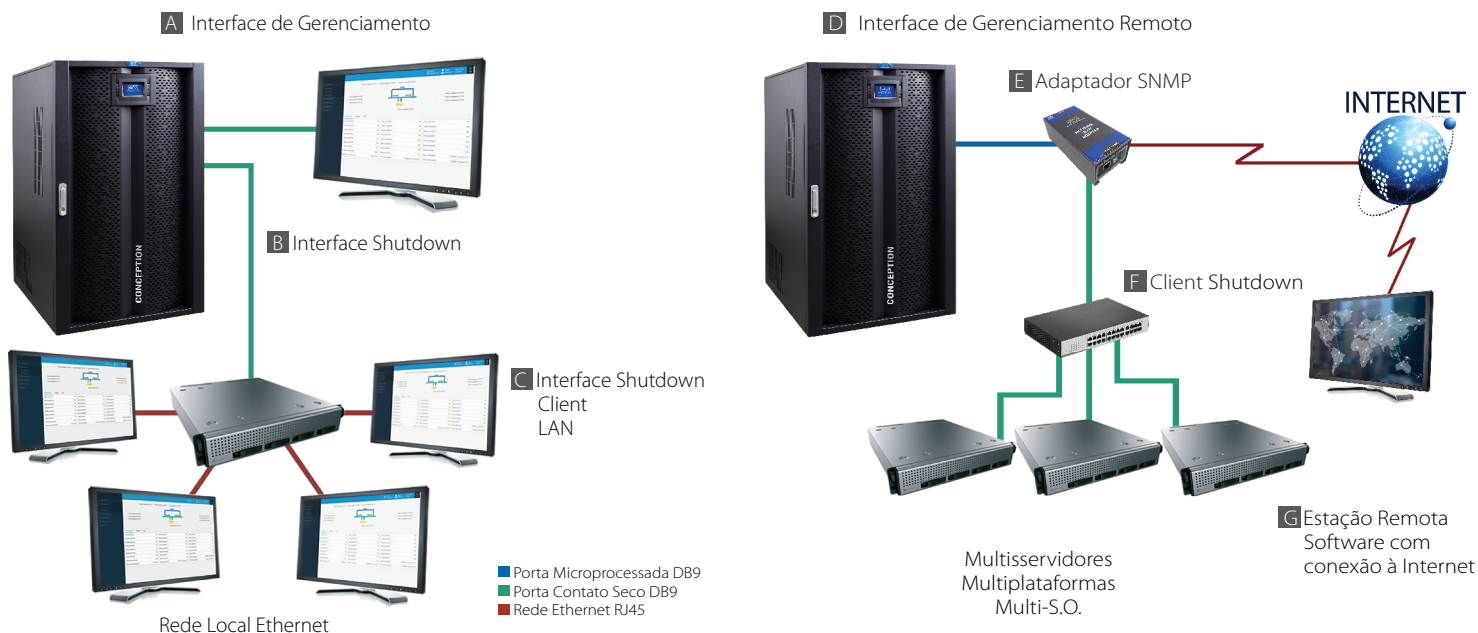 A Interface de Gerenciamento
CONCEPTION
B Interface Shutdown
C Interface Shutdown
Client
LAN
Rede Local Ethernet
Porta Microprocessada DB9
Porta Contato Seco DB9
Rede Ethernet RJ45
D Interface de Gerenciamento Remoto
CONCEPTION
E Adaptador SNMP
INTERNET
F Client Shutdown
Multisservidores
Multiplataformas
Multi-S.O.
G Estação Remota
Software com
conexão à Internet